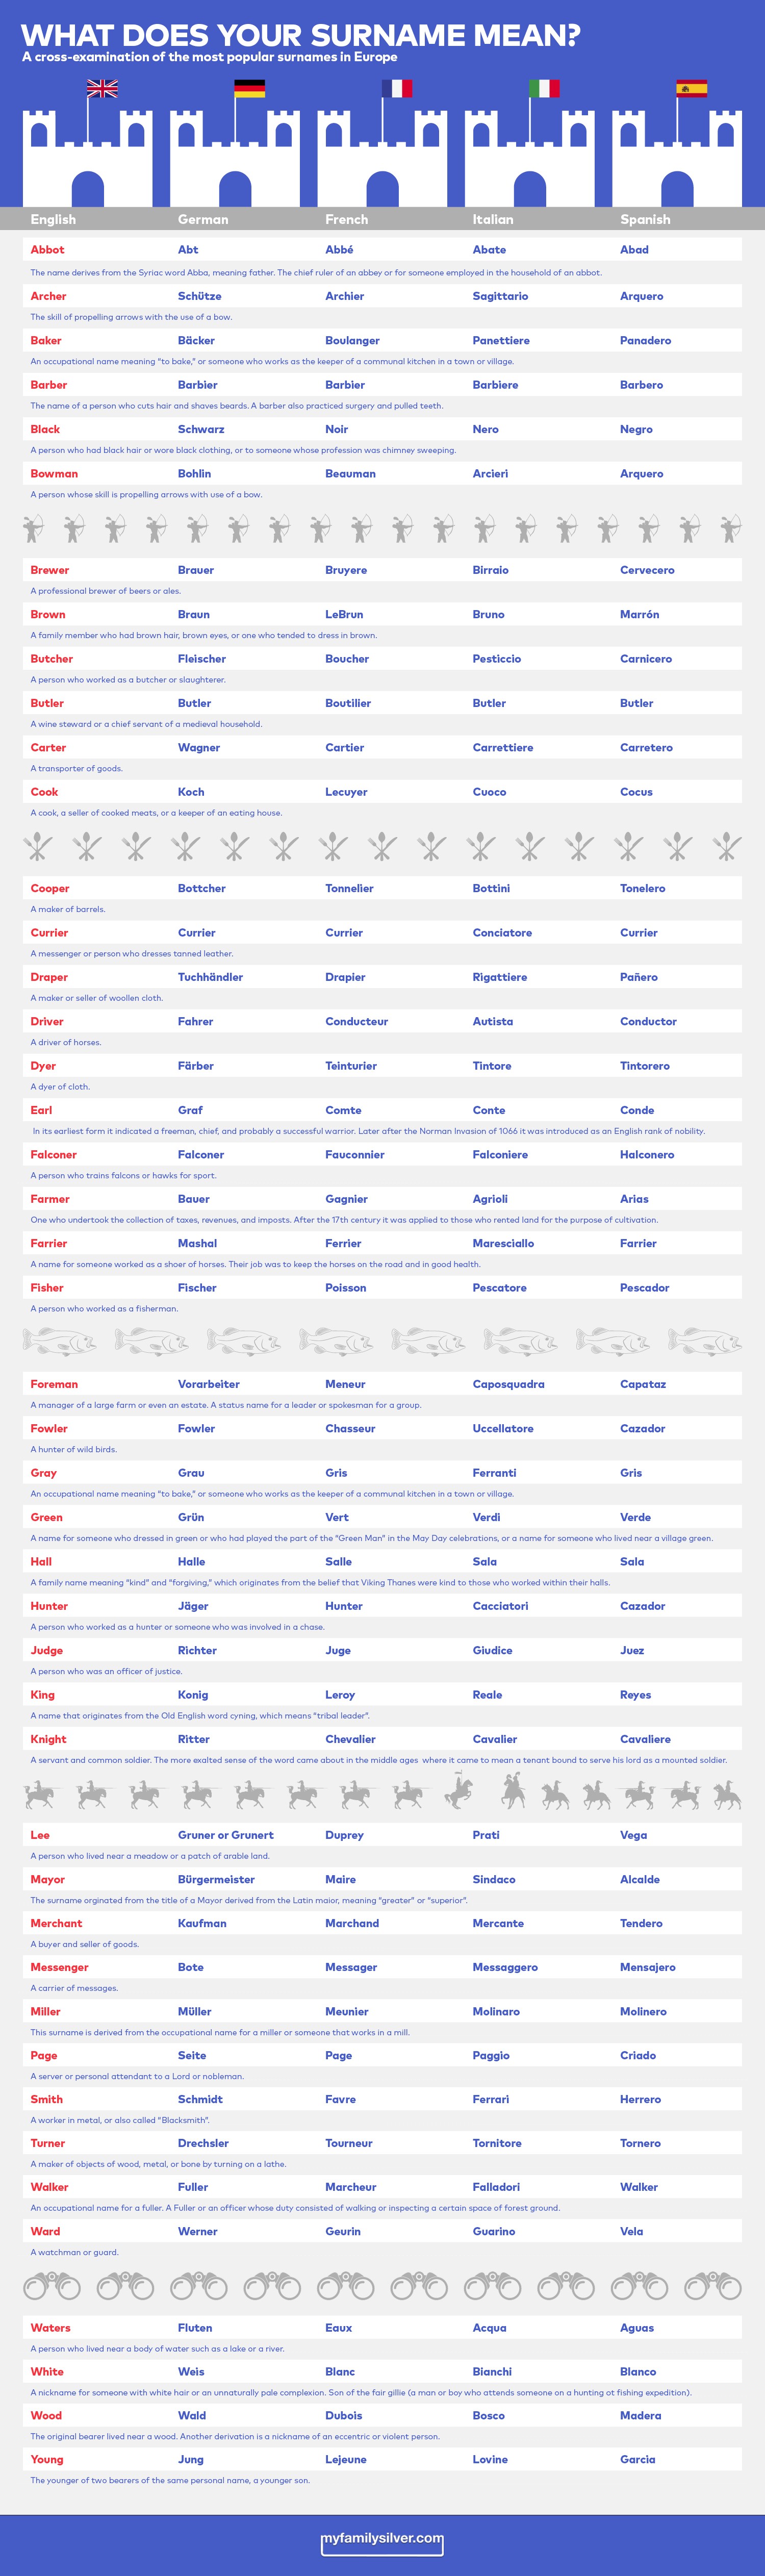 WHAT DOES YOUR SURNAME MEAN?
A cross-examination of the most popular surnames in Europe
English German French Italian Spanish
Abbot Abt Abbé Abate Abad
The name derives from the Syriac word Abba, meaning father. The chief ruler of an abbey or for someone employed in the household of an abbot.
Archer Schütze Archier Sagittario Arquero
The skill of propelling arrows with the use of a bow.
Baker Bäcker Boulanger Panettiere Panadero
An occupational name meaning "to bake," or someone who works as the keeper of a communal kitchen in a town or village.
Barber Barbier Barbier Barbiere Barbero
The name of a person who cuts hair and shaves beards. A barber also practiced surgery and pulled teeth.
Black Schwarz Noir Nero Negro
A person who had black hair or wore black clothing, or to someone whose profession was chimney sweeping.
Bowman Bohlin Beauman Arcieri Arquero
A person whose skill is propelling arrows with use of a bow.
Brewer Brauer Bruyere Birraio Cervecero
A professional brewer of beers or ales.
Brown Braun LeBrun Bruno Marrón
A family member who had brown hair, brown eyes, or one who tended to dress in brown.
Butcher Fleischer Boucher Pesticcio Carnicero
A person who worked as a butcher or slaughterer.
Butler Butler Boutilier Butler Butler
A wine steward or a chief servant of a medieval household.
Carter Wagner Cartier Carrettiere Carretero
A transporter of goods.
Cook Koch Lecuyer Cuoco Cocus
A cook, a seller of cooked meats, or a keeper of an eating house.
Cooper Bottcher Tonnelier Bottini Tonelero
A maker of barrels.
Currier Currier Currier Conciatore Currier
A messenger or person who dresses tanned leather.
Draper Tuchhändler Drapier Rigattiere Pañero
A maker or seller of woollen cloth.
Driver Fahrer Conducteur Autista Conductor
A driver of horses.
Dyer Färber Teinturier Tintore Tintorero
A dyer of cloth.
Earl Graf Comte Conte Conde
In its earliest form it indicated a freeman, chief, and probably a successful warrior. Later after the Norman Invasion of 1066 it was introduced as an English rank of nobility.
Falconer Falconer Fauconnier Falconiere Halconero
A person who trains falcons or hawks for sport.
Farmer Bauer Gagnier Agrioli Arias
One who undertook the collection of taxes, revenues, and imposts. After the 17th century it was applied to those who rented land for the purpose of cultivation.
Farrier Mashal Ferrier Maresciallo Farrier
A name for someone worked as a shoer of horses. Their job was to keep the horses on the road and in good health.
Fisher Fischer Poisson Pescatore Pescador
A person who worked as a fisherman.
Foreman Vorarbeiter Meneur Caposquadra Capataz
A manager of a large farm or even an estate. A status name for a leader or spokesman for a group.
Fowler Fowler Chasseur Uccellatore Cazador
A hunter of wild birds.
Gray Grau Gris Ferranti Gris
An occupational name meaning "to bake," or someone who works as the keeper of a communal kitchen in a town or village.
Green Grün Vert Verdi Verde
A name for someone who dressed in green or who had played the part of the "Green Man" in the May Day celebrations, or a name for someone who lived near a village green.
Hall Halle Salle Sala Sala
A family name meaning "kind" and "forgiving," which originates from the belief that Viking Thanes were kind to those who worked within their halls.
Hunter Jäger Hunter Cacciatori Cazador
A person who worked as a hunter or someone who was involved in a chase.
Judge Richter Juge Giudice Juez
A person who was an officer of justice.
King Konig Leroy Reale Reyes
A name that originates from the Old English word cyning, which means "tribal leader".
Knight Ritter Chevalier Cavalier Cavaliere
A servant and common soldier. The more exalted sense of the word came about in the middle ages where it came to mean a tenant bound to serve his lord as a mounted soldier.
Lee Gruner or Grunert Duprey Prati Vega
A person who lived near a meadow or a patch of arable land.
Mayor Bürgermeister Maire Sindaco Alcalde
The surname orginated from the title of a Mayor derived from the Latin maior, meaning "greater" or "superior".
Merchant Kaufman Marchand Mercante Tendero
A buyer and seller of goods.
Messenger Bote Messager Messaggero Mensajero
A carrier of messages.
Miller Müller Meunier Molinaro Molinero
This surname is derived from the occupational name for a miller or someone that works in a mill.
Page Seite Page Paggio Criado
A server or personal attendant to a Lord or nobleman.
Smith Schmidt Favre Ferrari Herrero
A worker in metal, or also called "Blacksmith".
Turner Drechsler Tourneur Tornitore Tornero
A maker of objects of wood, metal, or bone by turning on a lathe.
Walker Fuller Marcheur Falladori Walker
An occupational name for a fuller. A Fuller or an officer whose duty consisted of walking or inspecting a certain space of forest ground.
Ward Werner Geurin Guarino Vela
A watchman or guard.
Waters Fluten Eaux Acqua Aguas
A person who lived near a body of water such as a lake or a river.
White Weis Blanc Bianchi Blanco
A nickname for someone with white hair or an unnaturally pale complexion. Son of the fair gillie (a man or boy who attends someone on a hunting ot fishing expedition).
Wood Wald Dubois Bosco Madera
The original bearer lived near a wood. Another derivation is a nickname of an eccentric or violent person.
Young Jung Lejeune Lovine Garcia
The younger of two bearers of the same personal name, a younger son.
myfamilysilver.com